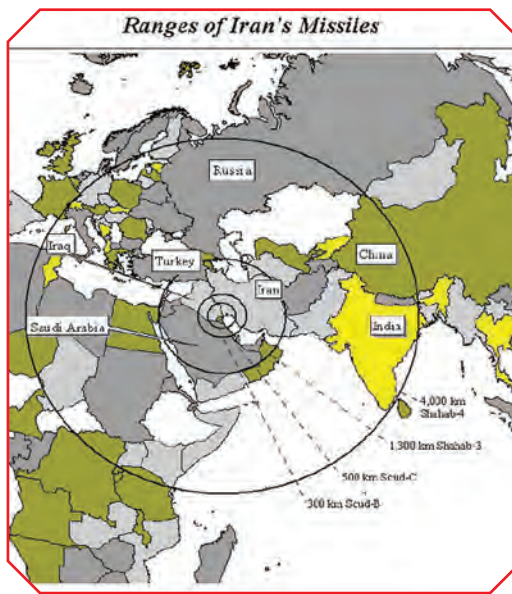 Ranges of Iran's Missiles
Russia
Iraq
Turkey
China
Iran
Saudi Arabia
India
4,000 km
Shahab-4
1,300 km Shahab-3
500 km Scud-C
300 km Scud-B